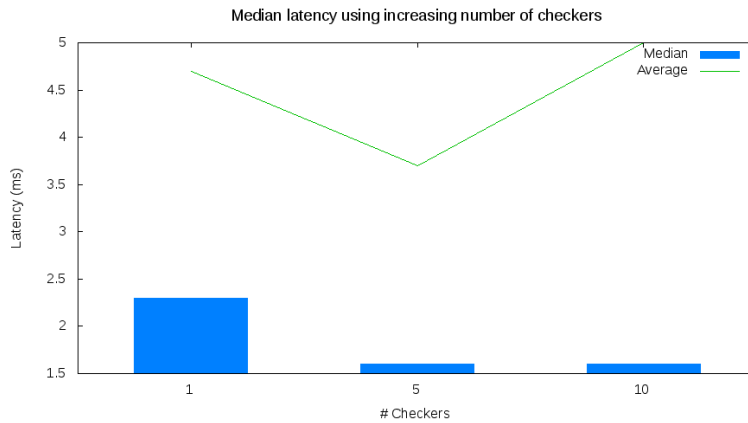 Median latency using increasing number of checkers
Median
Average
Latency (ms)
5
4.5
4
3.5
3
2.5
2
1.5
1
5
10
# Checkers